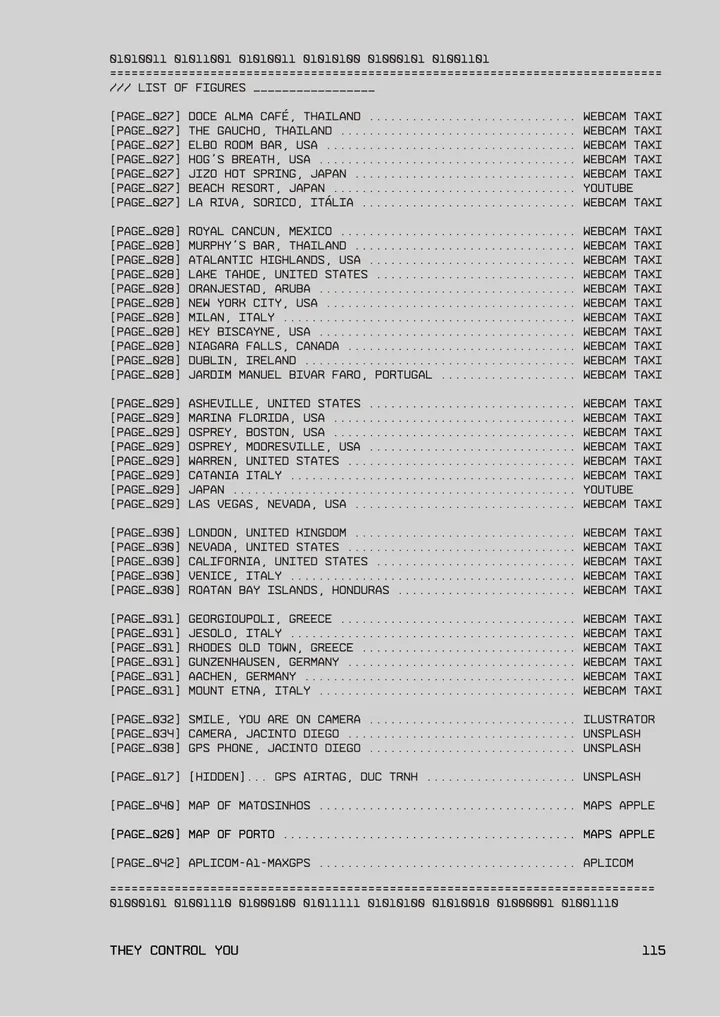 01010011 01011001 01010011 01010100 01000101 01001101
=============================================================================
/// LIST OF FIGURES _________________
[PAGE_027] DOCE ALMA CAFÉ, THAILAND ............................. WEBCAM TAXI
[PAGE_027] THE GAUCHO, THAILAND ................................. WEBCAM TAXI
[PAGE_027] ELBO ROOM BAR, USA ................................... WEBCAM TAXI
[PAGE_027] HOG'S BREATH, USA .................................... WEBCAM TAXI
[PAGE_027] JIZO HOT SPRING, JAPAN ............................... WEBCAM TAXI
[PAGE_027] BEACH RESORT, JAPAN .................................. YOUTUBE
[PAGE_027] LA RIVA, SORICO, ITÁLIA .............................. WEBCAM TAXI
[PAGE_028] ROYAL CANCUN, MEXICO ................................. WEBCAM TAXI
[PAGE_028] MURPHY'S BAR, THAILAND ............................... WEBCAM TAXI
[PAGE_028] ATALANTIC HIGHLANDS, USA ............................. WEBCAM TAXI
[PAGE_028] LAKE TAHOE, UNITED STATES ............................ WEBCAM TAXI
[PAGE_028] ORANJESTAD, ARUBA .................................... WEBCAM TAXI
[PAGE_028] NEW YORK CITY, USA ................................... WEBCAM TAXI
[PAGE_028] MILAN, ITALY ......................................... WEBCAM TAXI
[PAGE_028] KEY BISCAYNE, USA .................................... WEBCAM TAXI
[PAGE_028] NIAGARA FALLS, CANADA ................................ WEBCAM TAXI
[PAGE_028] DUBLIN, IRELAND ...................................... WEBCAM TAXI
[PAGE_028] JARDIM MANUEL BIVAR FARO, PORTUGAL ................... WEBCAM TAXI
[PAGE_029] ASHEVILLE, UNITED STATES ............................. WEBCAM TAXI
[PAGE_029] MARINA FLORIDA, USA .................................. WEBCAM TAXI
[PAGE_029] OSPREY, BOSTON, USA .................................. WEBCAM TAXI
[PAGE_029] OSPREY, MOORESVILLE, USA ............................. WEBCAM TAXI
[PAGE_029] WARREN, UNITED STATES ................................ WEBCAM TAXI
[PAGE_029] CATANIA ITALY ........................................ WEBCAM TAXI
[PAGE_029] JAPAN ................................................ YOUTUBE
[PAGE_029] LAS VEGAS, NEVADA, USA ............................... WEBCAM TAXI
[PAGE_030] LONDON, UNITED KINGDOM ............................... WEBCAM TAXI
[PAGE_030] NEVADA, UNITED STATES ................................ WEBCAM TAXI
[PAGE_030] CALIFORNIA, UNITED STATES ............................ WEBCAM TAXI
[PAGE_030] VENICE, ITALY ........................................ WEBCAM TAXI
[PAGE_030] ROATAN BAY ISLANDS, HONDURAS ......................... WEBCAM TAXI
[PAGE_031] GEORGIOUPOLI, GREECE ................................. WEBCAM TAXI
[PAGE_031] JESOLO, ITALY ........................................ WEBCAM TAXI
[PAGE_031] RHODES OLD TOWN, GREECE .............................. WEBCAM TAXI
[PAGE_031] GUNZENHAUSEN, GERMANY ................................ WEBCAM TAXI
[PAGE_031] AACHEN, GERMANY ...................................... WEBCAM TAXI
[PAGE_031] MOUNT ETNA, ITALY .................................... WEBCAM TAXI
[PAGE_032] SMILE, YOU ARE ON CAMERA ............................. ILUSTRATOR
[PAGE_034] CAMERA, JACINTO DIEGO ................................ UNSPLASH
[PAGE_038] GPS PHONE, JACINTO DIEGO ............................. UNSPLASH
[PAGE_017] [HIDDEN]... GPS AIRTAG, DUC TRNH ..................... UNSPLASH
[PAGE_040] MAP OF MATOSINHOS .................................... MAPS APPLE
[PAGE_020] MAP OF PORTO ......................................... MAPS APPLE
[PAGE_042] APLICOM-A1-MAXGPS .................................... APLICOM
============================================================================
01000101 01001110 01000100 01011111 01010100 01010010 01000001 01001110
THEY CONTROL YOU 115